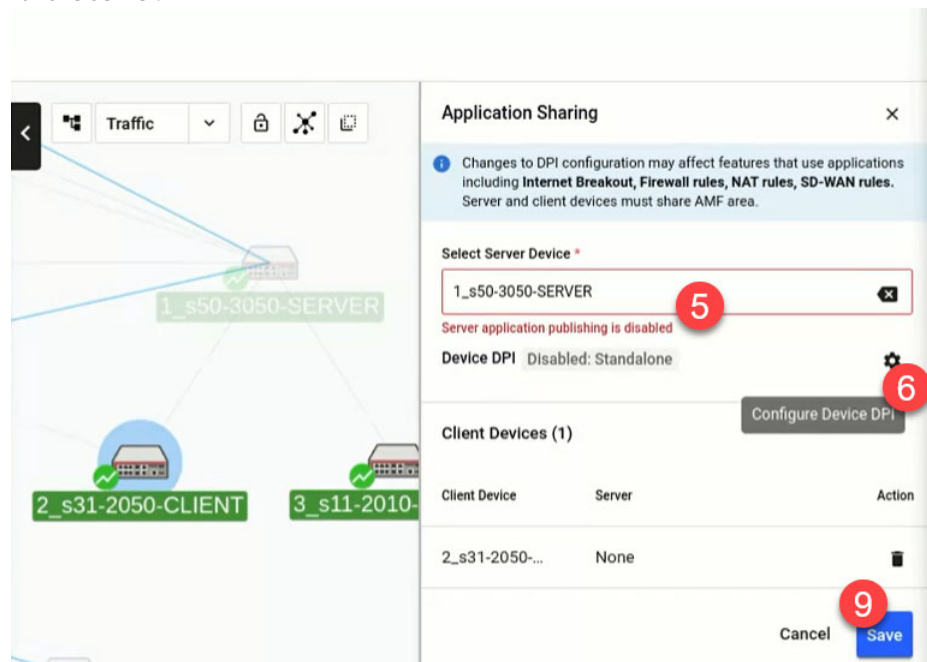 Traffic
1_s50-3050-SERVER
2_s31-2050-CLIENT
3_s11-2010-
Application Sharing
Changes to DPI configuration may affect features that use applications
including Internet Breakout, Firewall rules, NAT rules, SD-WAN rules.
Server and client devices must share AMF area.
Select Server Device *
1_s50-3050-SERVER
5
Server application publishing is disabled
Device DPI Disabled: Standalone
6
Configure Device DPI
Client Devices (1)
Client Device Server Action
2_s31-2050-... None
9
Cancel Save